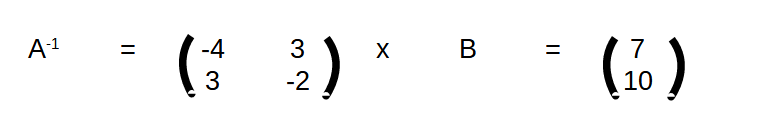 A-1 = ( -4 3 ) x B = ( 7 )
3 -2 10